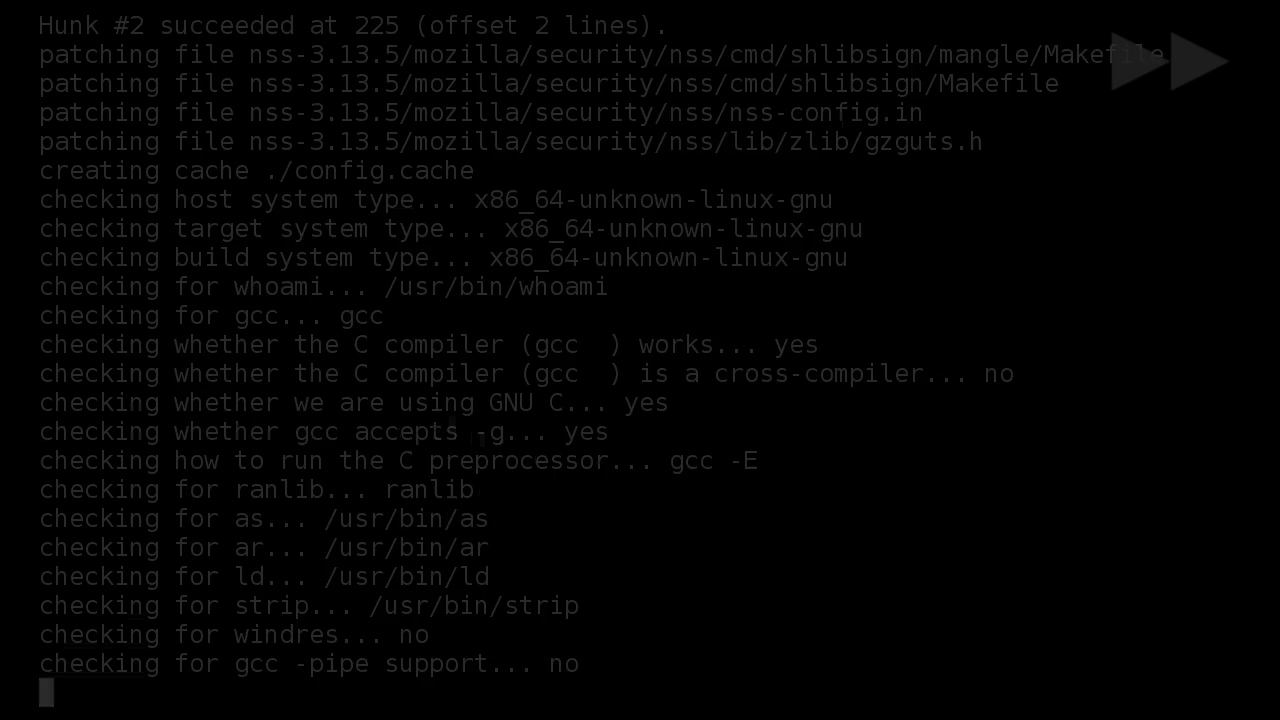 Hunk #2 succeeded at 225 (offset 2 lines).
patching file nss-3.13.5/mozilla/security/nss/cmd/shlibsign/mangle/Makefile
patching file nss-3.13.5/mozilla/security/nss/cmd/shlibsign/Makefile
patching file nss-3.13.5/mozilla/security/nss/nss-config.in
patching file nss-3.13.5/mozilla/security/nss/lib/zlib/gzguts.h
creating cache ./config.cache
checking host system type... x86_64-unknown-linux-gnu
checking target system type... x86_64-unknown-linux-gnu
checking build system type... x86_64-unknown-linux-gnu
checking for whoami... /usr/bin/whoami
checking for gcc... gcc
checking whether the C compiler (gcc  ) works... yes
checking whether the C compiler (gcc  ) is a cross-compiler... no
checking whether we are using GNU C... yes
checking whether gcc accepts -g... yes
checking how to run the C preprocessor... gcc -E
checking for ranlib... ranlib
checking for as... /usr/bin/as
checking for ar... /usr/bin/ar
checking for ld... /usr/bin/ld
checking for strip... /usr/bin/strip
checking for windres... no
checking for gcc -pipe support... no